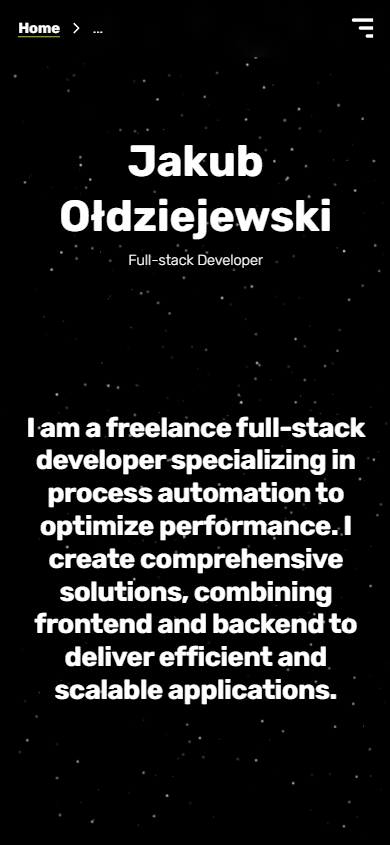 Home > ...
Jakub
Ołdziejewski
Full-stack Developer
I am a freelance full-stack
developer specializing in
process automation to
optimize performance. I
create comprehensive
solutions, combining
frontend and backend to
deliver efficient and
scalable applications.